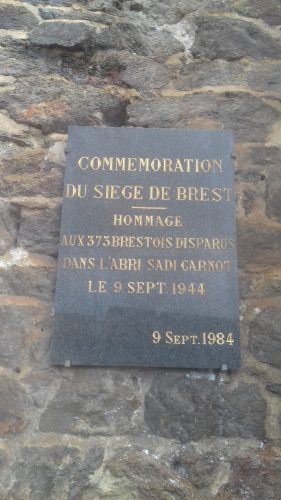 COMMEMORATION
DU SIEGE DE BREST
HOMMAGE
AUX 373 BRESTOIS DISPARUS
DANS L'ABRI SADI CARNOT
LE 9 SEPT. 1944
9 SEPT. 1984